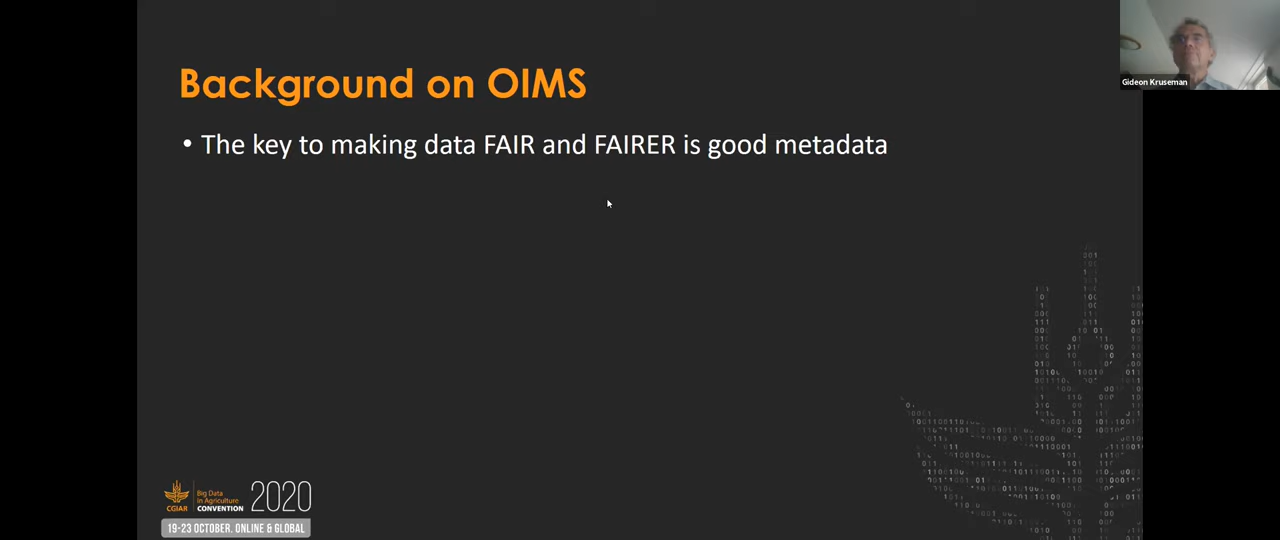 Background on OIMS
• The key to making data FAIR and FAIRER is good metadata
Gideon Kruseman
CGIAR
Big Data
in Agriculture
CONVENTION
2020
19-23 OCTOBER. ONLINE & GLOBAL